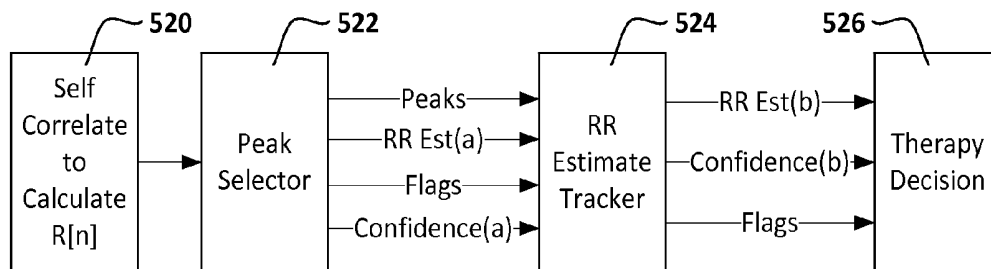 520
522
524
526
Self
Correlate
to
Calculate
R[n]
Peak
Selector
Peaks
RR Est(a)
Flags
Confidence(a)
RR
Estimate
Tracker
RR Est(b)
Confidence(b)
Flags
Therapy
Decision